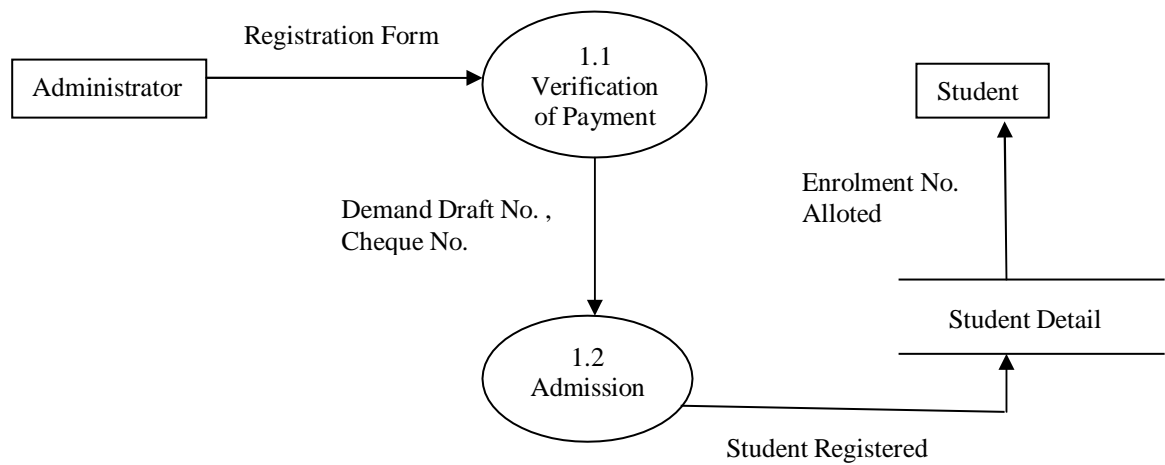 Registration Form
Administrator
1.1
Verification
of Payment
Student
Demand Draft No. ,
Cheque No.
Enrolment No.
Alloted
Student Detail
1.2
Admission
Student Registered